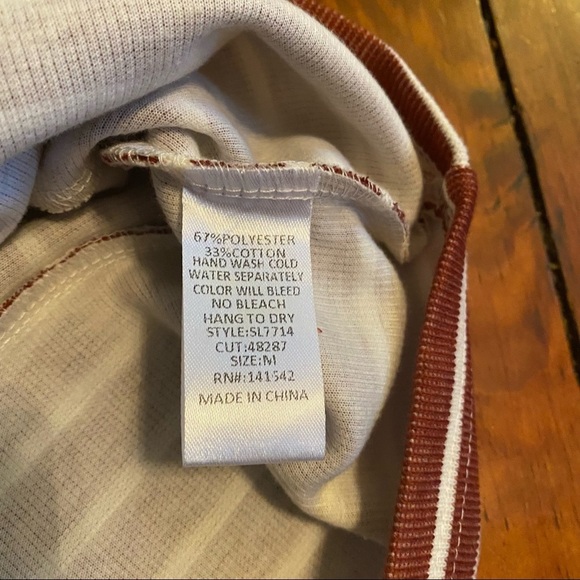 67%POLYESTER
33%COTTON
HAND WASH COLD
WATER SEPARATELY
COLOR WILL BLEED
NO BLEACH
HANG TO DRY
STYLE:SL7714
CUT:48287
SIZE:M
RN#:141542
MADE IN CHINA